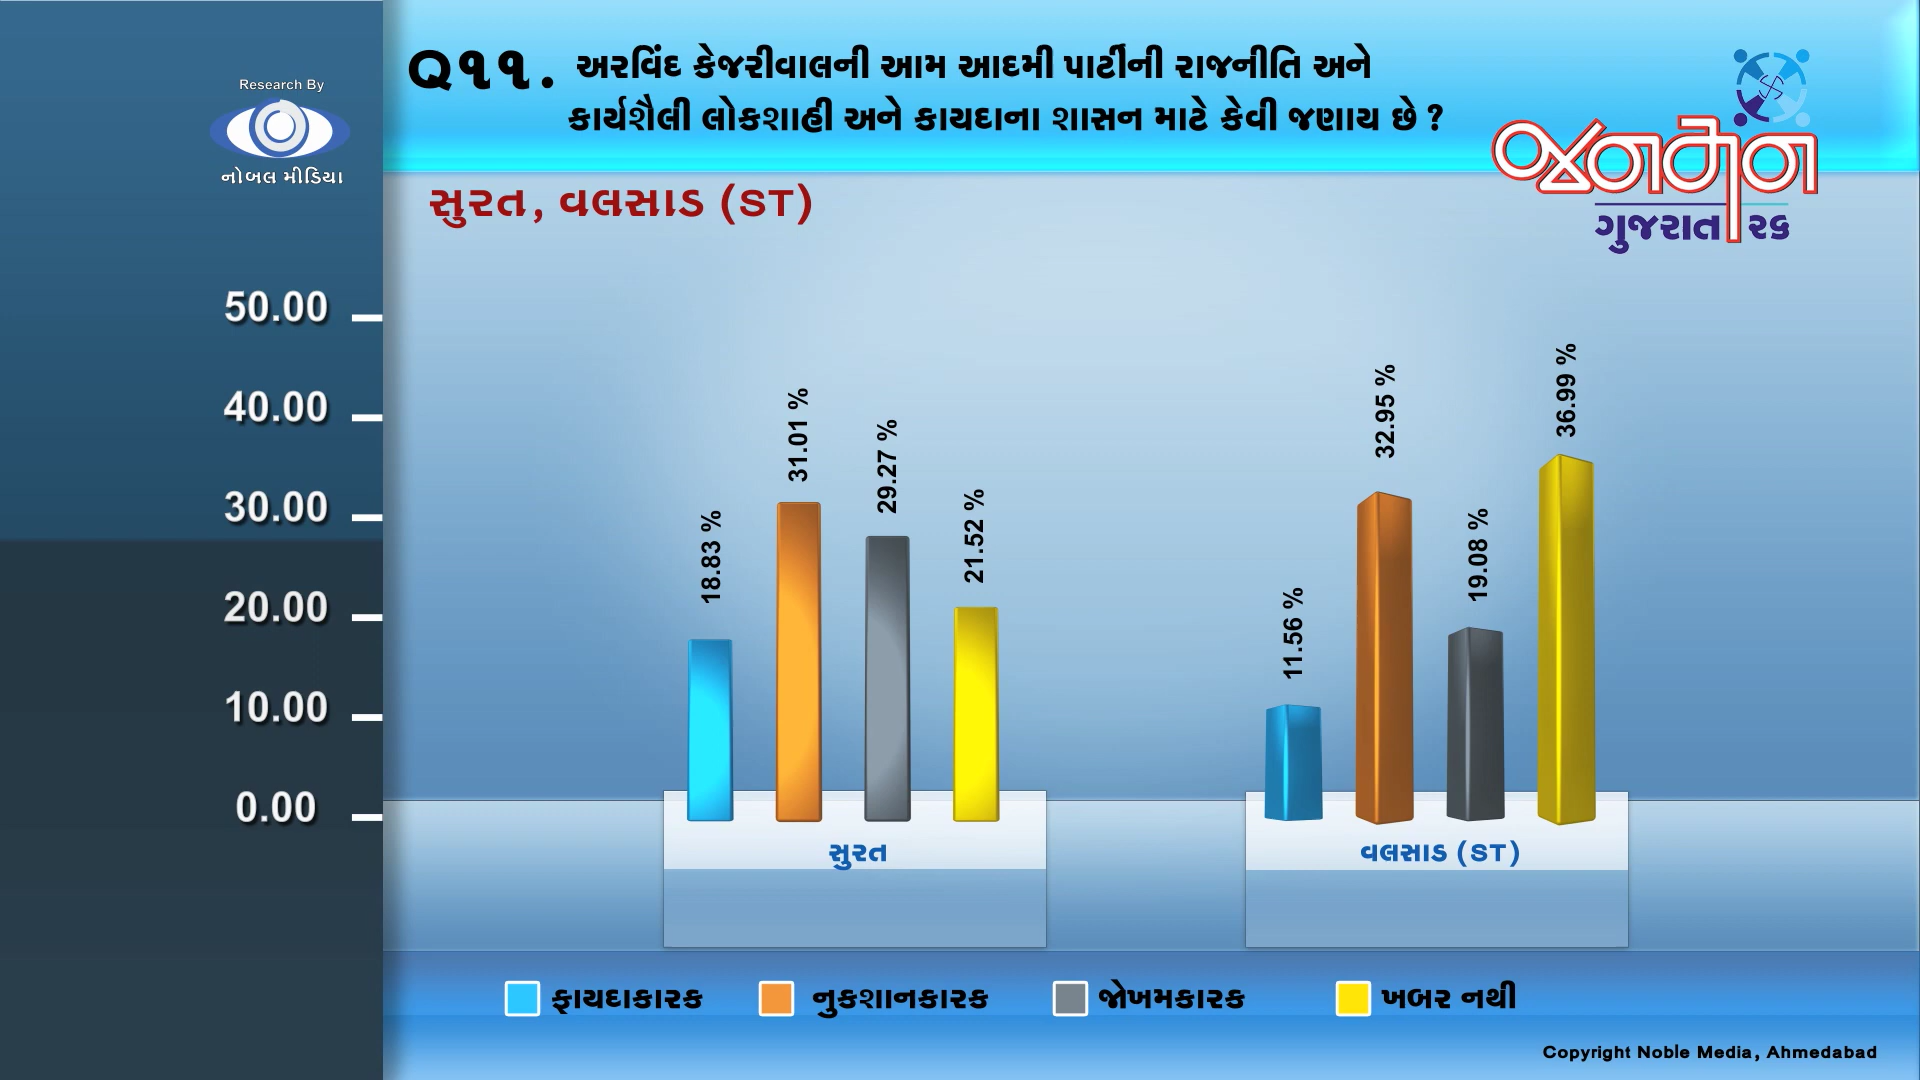 Research By
નોબલ મીડિયા
Q૧૧. અરવિંદ કેજરીવાલની આમ આદમી પાર્ટીની રાજનીતિ અને
કાર્યશૈલી લોકશાહી અને કાયદાના શાસન માટે કેવી જણાય છે ?
જનમન
ગુજરાત ૨૬
સુરત, વલસાડ (ST)
50.00
40.00
30.00
20.00
10.00
0.00
18.83 %
31.01 %
29.27 %
21.52 %
11.56 %
32.95 %
19.08 %
36.99 %
સુરત
વલસાડ (ST)
ફાયદાકારક
નુકશાનકારક
જોખમકારક
ખબર નથી
Copyright Noble Media, Ahmedabad